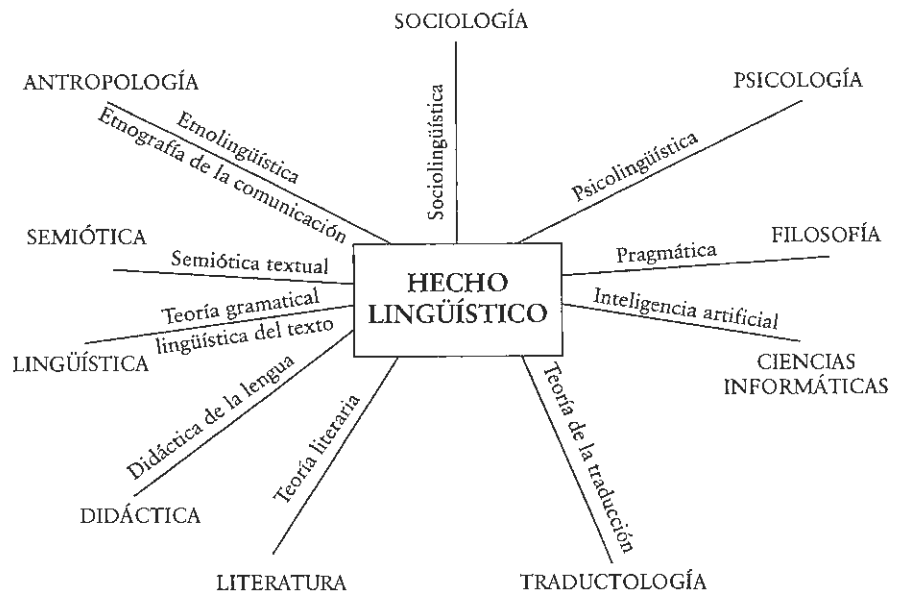 SOCIOLOGÍA
ANTROPOLOGÍA
PSICOLOGÍA
Etnolingüística
Etnografía de la comunicación
Sociolingüística
Psicolingüística
SEMIÓTICA
FILOSOFÍA
Semiótica textual
Pragmática
HECHO
LINGÜÍSTICO
Teoría gramatical
lingüística del texto
Inteligencia artificial
LINGÜÍSTICA
CIENCIAS
INFORMÁTICAS
Didáctica de la lengua
Teoría literaria
Teoría de la traducción
DIDÁCTICA
LITERATURA
TRADUCTOLOGÍA